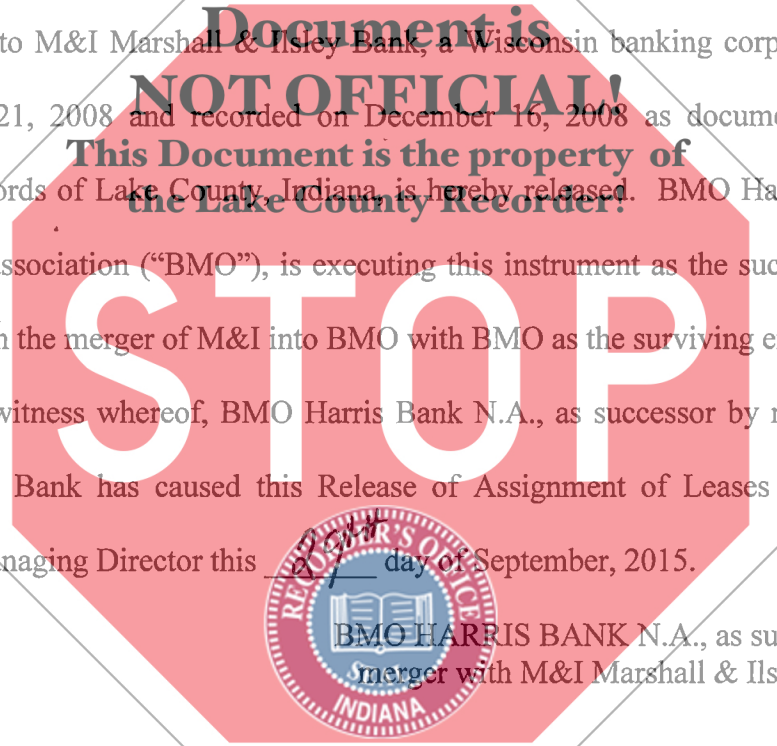 Document is
to M&I Marshall & Ilsley Bank, a Wisconsin banking corp
NOT OFFICIAL!
21, 2008 and recorded on December 16, 2008 as docume
This Document is the property of
ords of Lake County, Indiana, is hereby released. BMO Ha
the Lake County Recorder!
ssociation (“BMO”), is executing this instrument as the suc
STOP
the merger of M&I into BMO with BMO as the surviving e
witness whereof, BMO Harris Bank N.A., as successor by
Bank has caused this Release of Assignment of Leases
naging Director this 29th day of September, 2015.
RECORDER'S OFFICE
BMO HARRIS BANK N.A., as su
Seal
merger with M&I Marshall & Ils
INDIANA